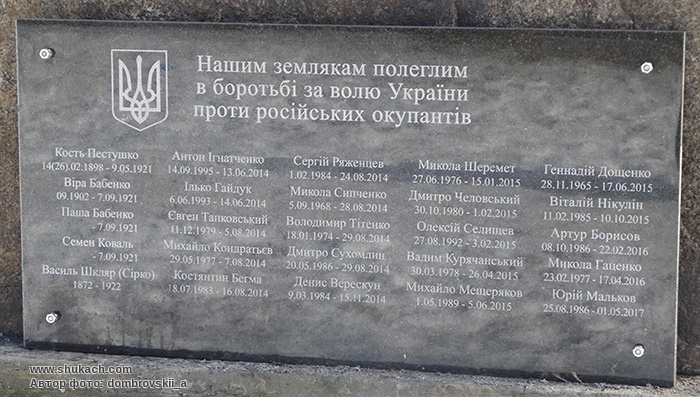 Нашим землякам полеглим
в боротьбі за волю України
проти російських окупантів
Кость Пестушко
14(26).02.1898 - 9.05.1921
Віра Бабенко
09.1902 - 7.09.1921
Паша Бабенко
- 7.09.1921
Семен Коваль
- 7.09.1921
Василь Шкляр (Сірко)
1872 - 1922
Антон Ігнатченко
14.09.1995 - 13.06.2014
Ілько Гайдук
6.06.1993 - 14.06.2014
Євген Танковський
11.12.1979 - 5.08.2014
Михайло Кондратьєв
29.05.1977 - 7.08.2014
Костянтин Бегма
18.07.1983 - 16.08.2014
Сергій Ряженцев
1.02.1984 - 24.08.2014
Микола Сипченко
5.09.1968 - 28.08.2014
Володимир Тітенко
18.01.1974 - 29.08.2014
Дмитро Сухомлин
20.05.1986 - 29.08.2014
Денис Верескун
9.03.1984 - 15.11.2014
Микола Шеремет
27.06.1976 - 15.01.2015
Дмитро Человський
30.10.1980 - 1.02.2015
Олексій Селищев
27.08.1992 - 3.02.2015
Вадим Курячанський
30.03.1978 - 26.04.2015
Михайло Мещеряков
1.05.1989 - 5.06.2015
Геннадій Дощенко
28.11.1965 - 17.06.2015
Віталій Нікулін
11.02.1985 - 10.10.2015
Артур Борисов
08.10.1986 - 22.02.2016
Микола Гаценко
23.02.1977 - 17.04.2016
Юрій Мальков
25.08.1986 - 01.05.2017
www.shukach.com
Автор фото: dombrovskii_a